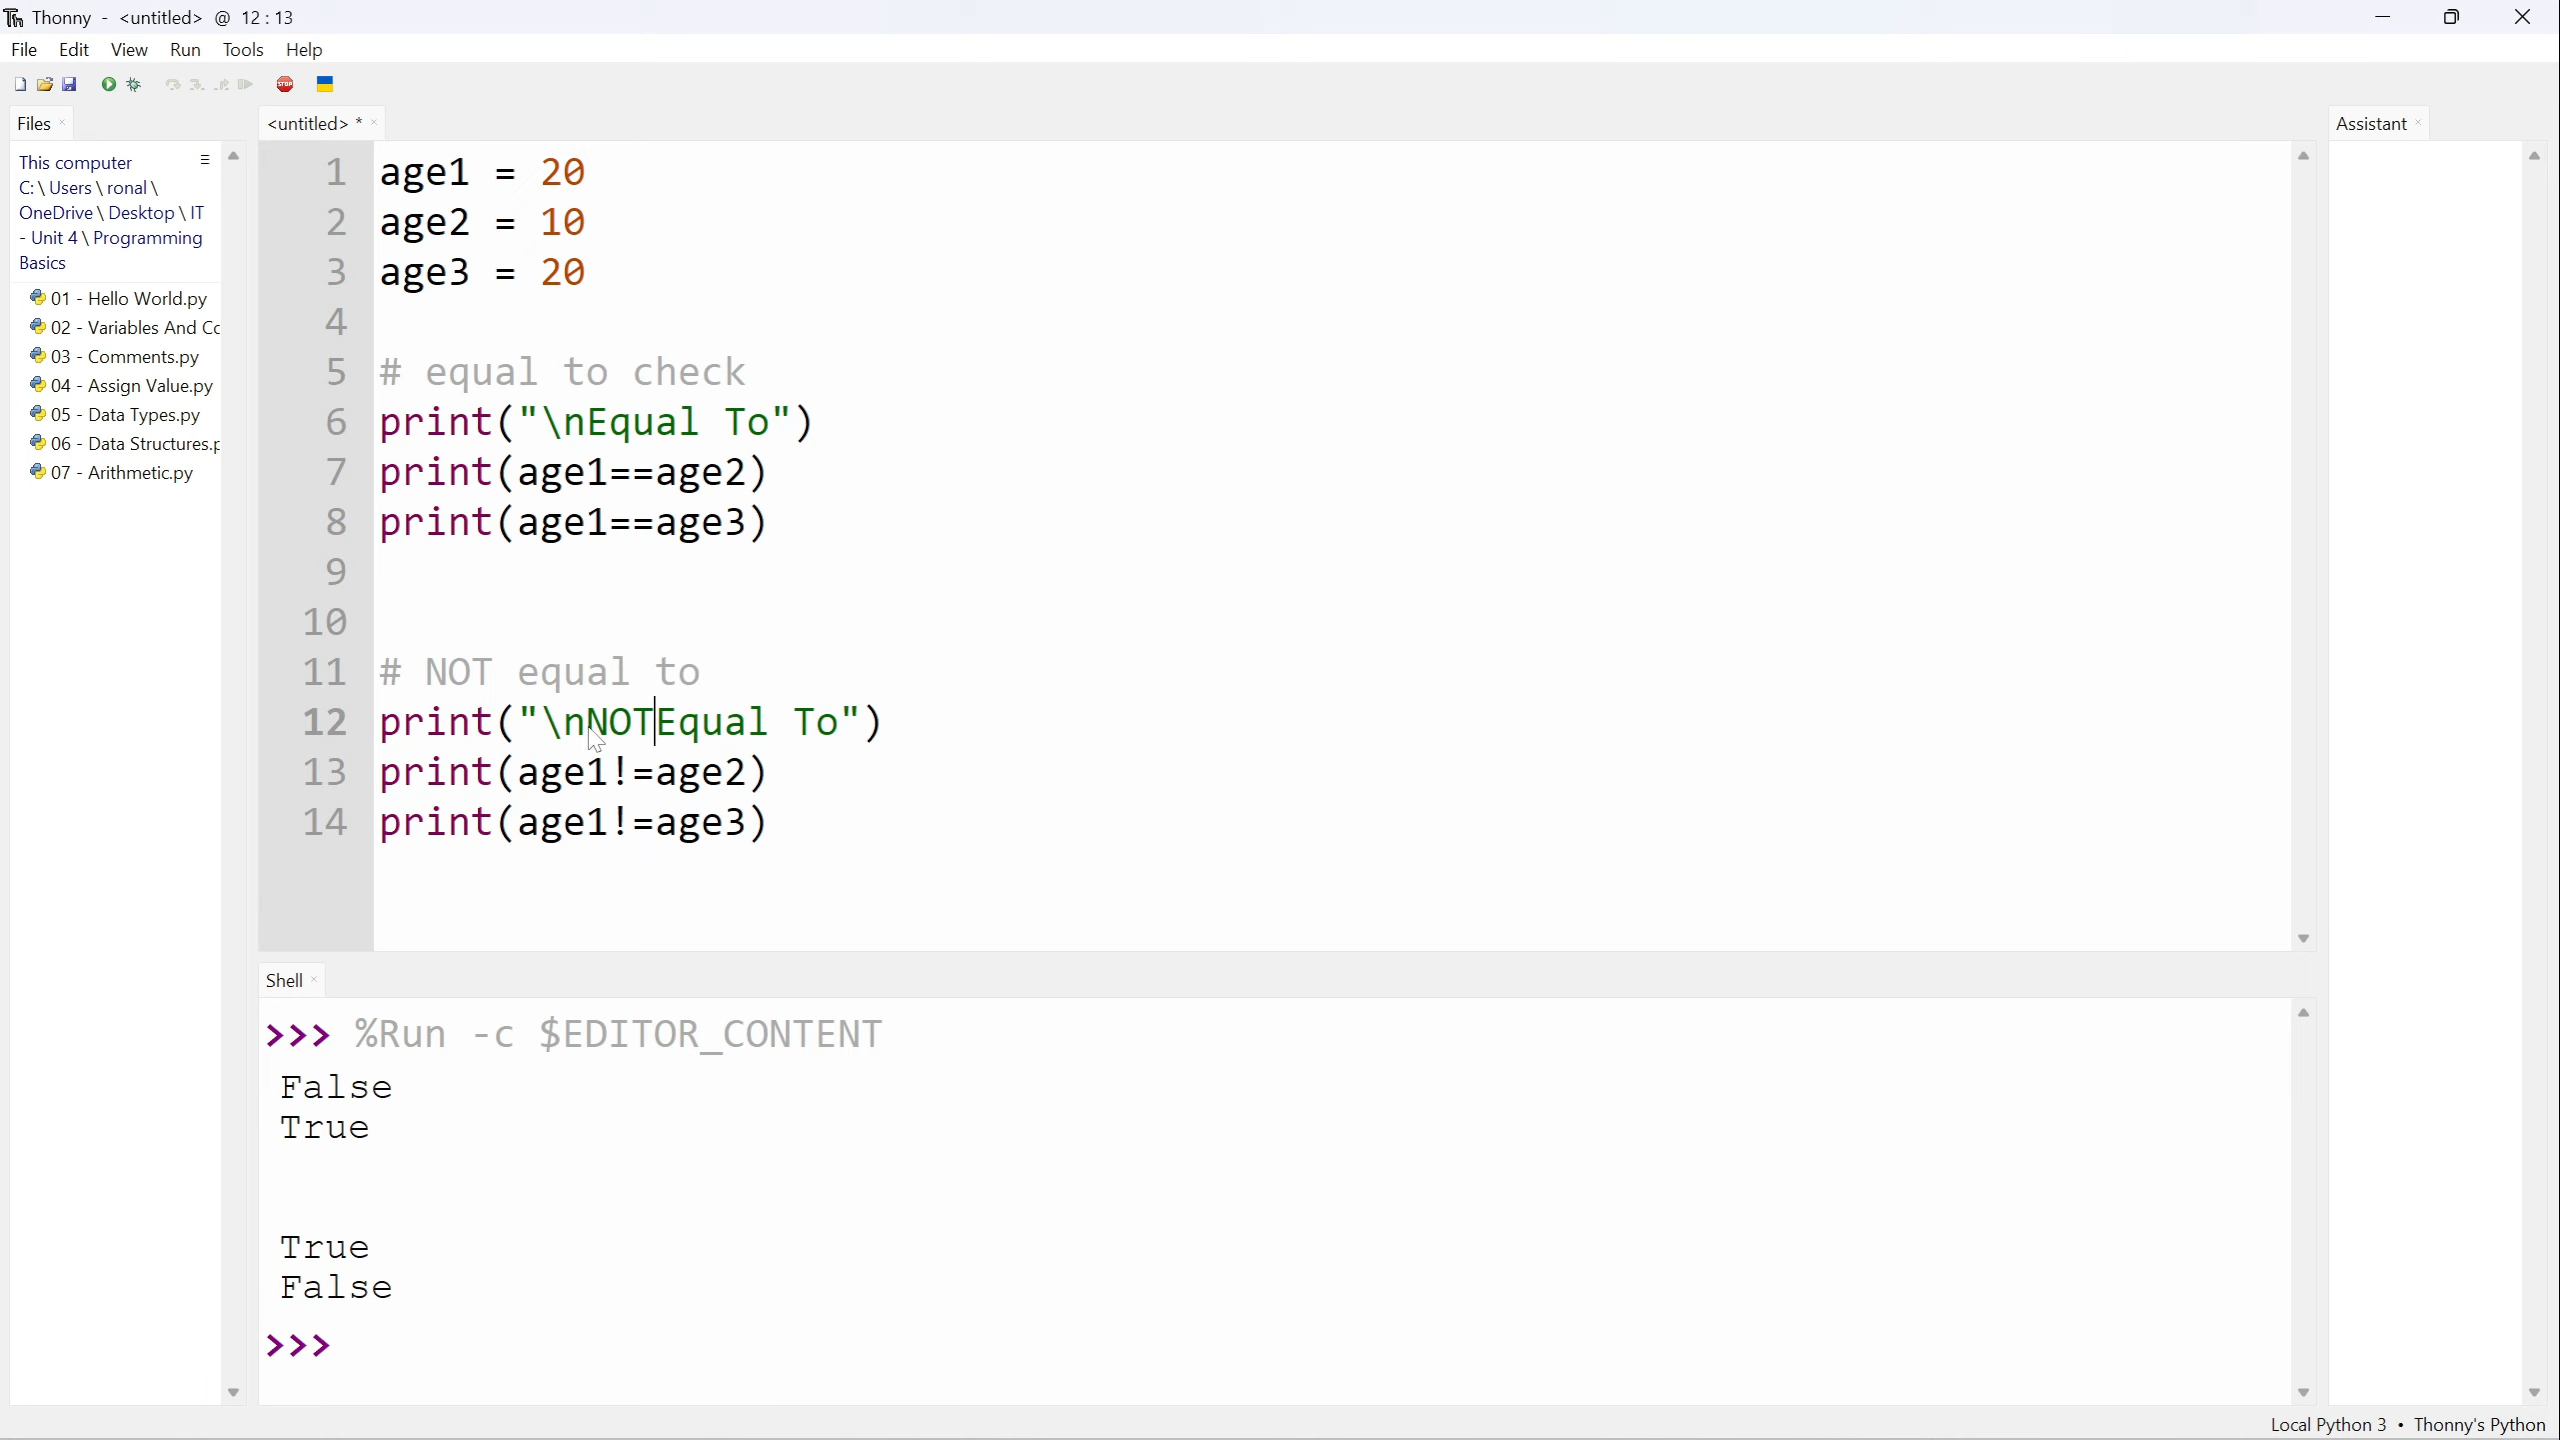 Thonny - <untitled> @ 12 : 13
File Edit View Run Tools Help
Files
This computer
C: \ Users \ ronal \
OneDrive \ Desktop \ IT
- Unit 4 \ Programming
Basics
01 - Hello World.py
02 - Variables And Co
03 - Comments.py
04 - Assign Value.py
05 - Data Types.py
06 - Data Structures.p
07 - Arithmetic.py
<untitled> *
1 age1 = 20
2 age2 = 10
3 age3 = 20
4
5 # equal to check
6 print("\nEqual To")
7 print(age1==age2)
8 print(age1==age3)
9
10
11 # NOT equal to
12 print("\nNOTEqual To")
13 print(age1!=age2)
14 print(age1!=age3)
Shell
>>> %Run -c $EDITOR_CONTENT
False
True
True
False
>>>
Assistant
Local Python 3 • Thonny's Python